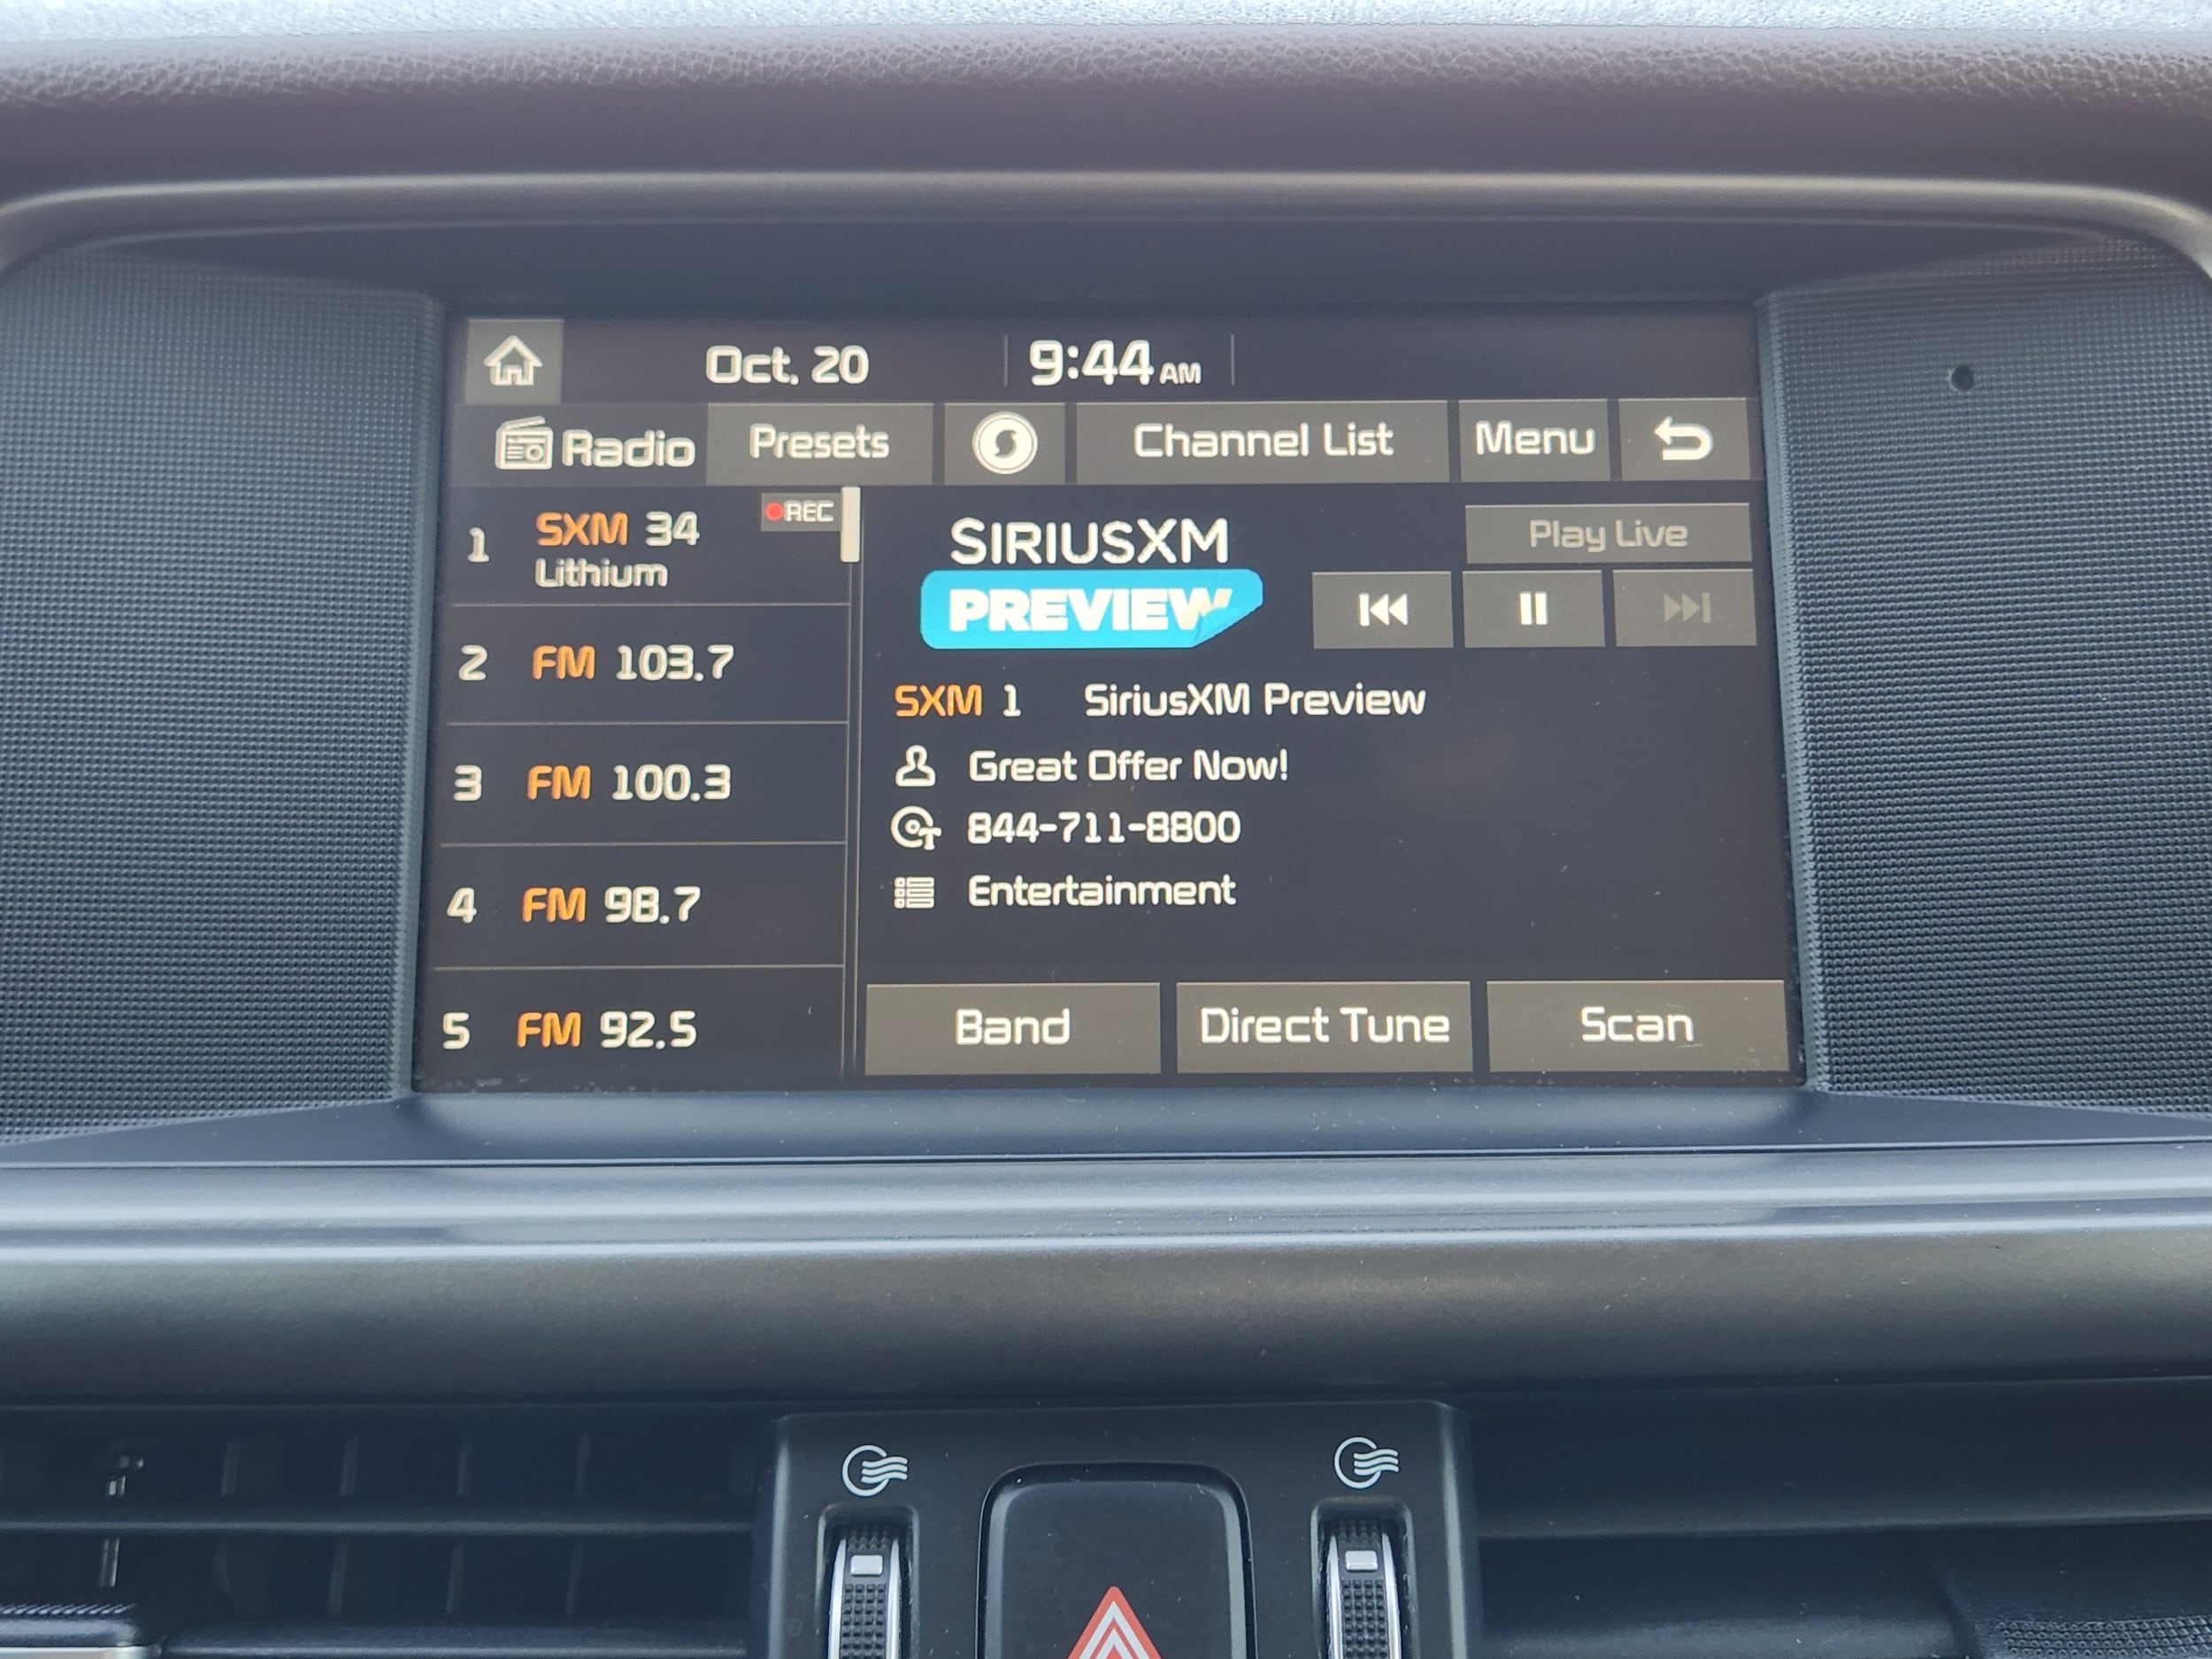 Oct. 20 9:44 AM
Radio Presets Channel List Menu
1 SXM 34 REC
Lithium
2 FM 103.7
3 FM 100.3
4 FM 98.7
5 FM 92.5
SIRIUSXM
PREVIEW
Play Live
SXM 1 SiriusXM Preview
Great Offer Now!
844-711-8800
Entertainment
Band Direct Tune Scan